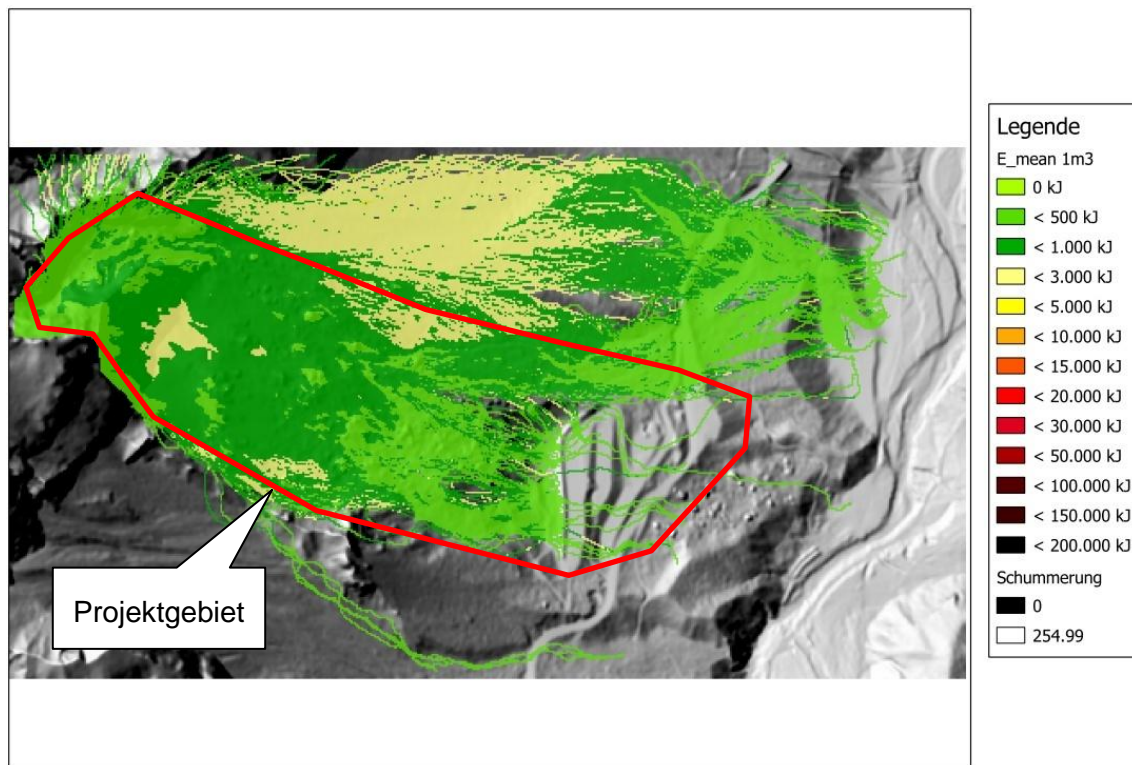 Projektgebiet
Legende
E_mean 1m3
0 kJ
< 500 kJ
< 1.000 kJ
< 3.000 kJ
< 5.000 kJ
< 10.000 kJ
< 15.000 kJ
< 20.000 kJ
< 30.000 kJ
< 50.000 kJ
< 100.000 kJ
< 150.000 kJ
< 200.000 kJ
Schummerung
0
254.99